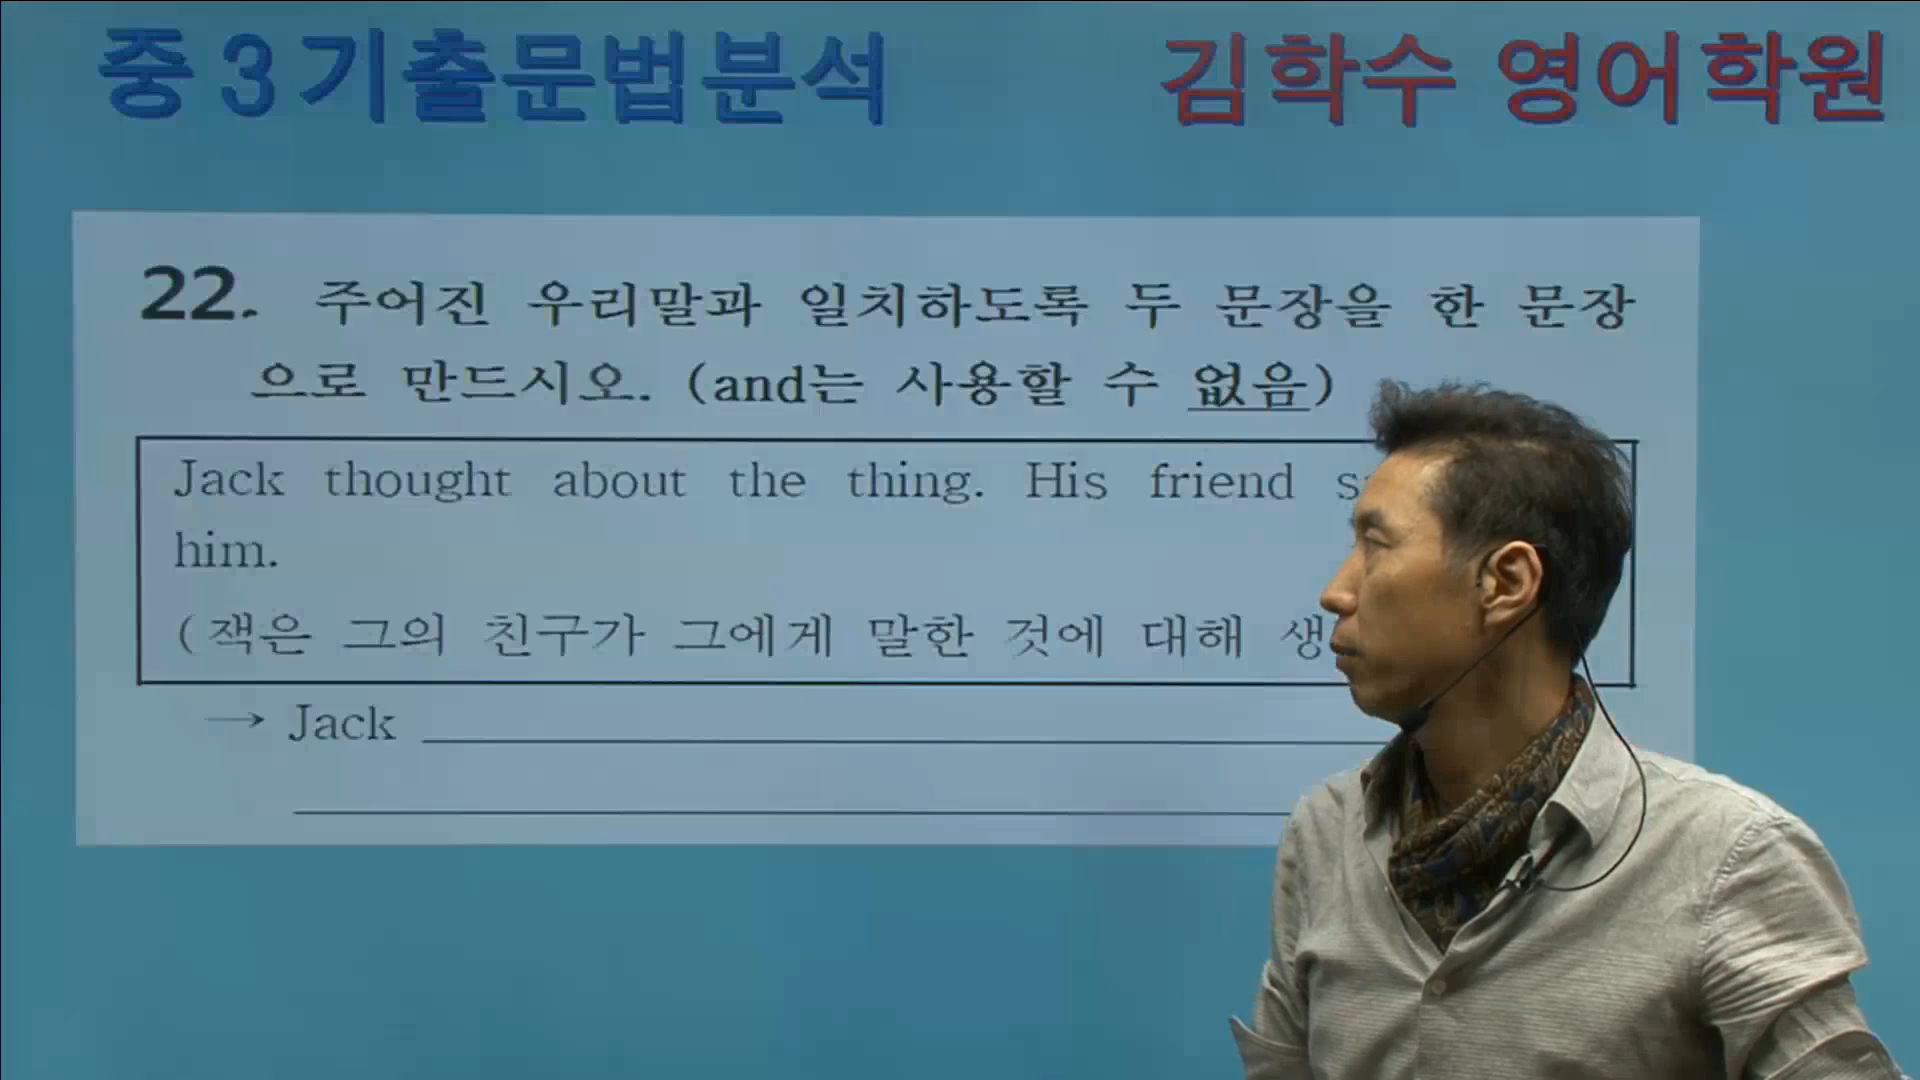 중3기출문법분석 김학수 영어학원
22. 주어진 우리말과 일치하도록 두 문장을 한 문장
으로 만드시오. (and는 사용할 수 없음)
Jack thought about the thing. His friend
him.
(잭은 그의 친구가 그에게 말한 것에 대해
→ Jack